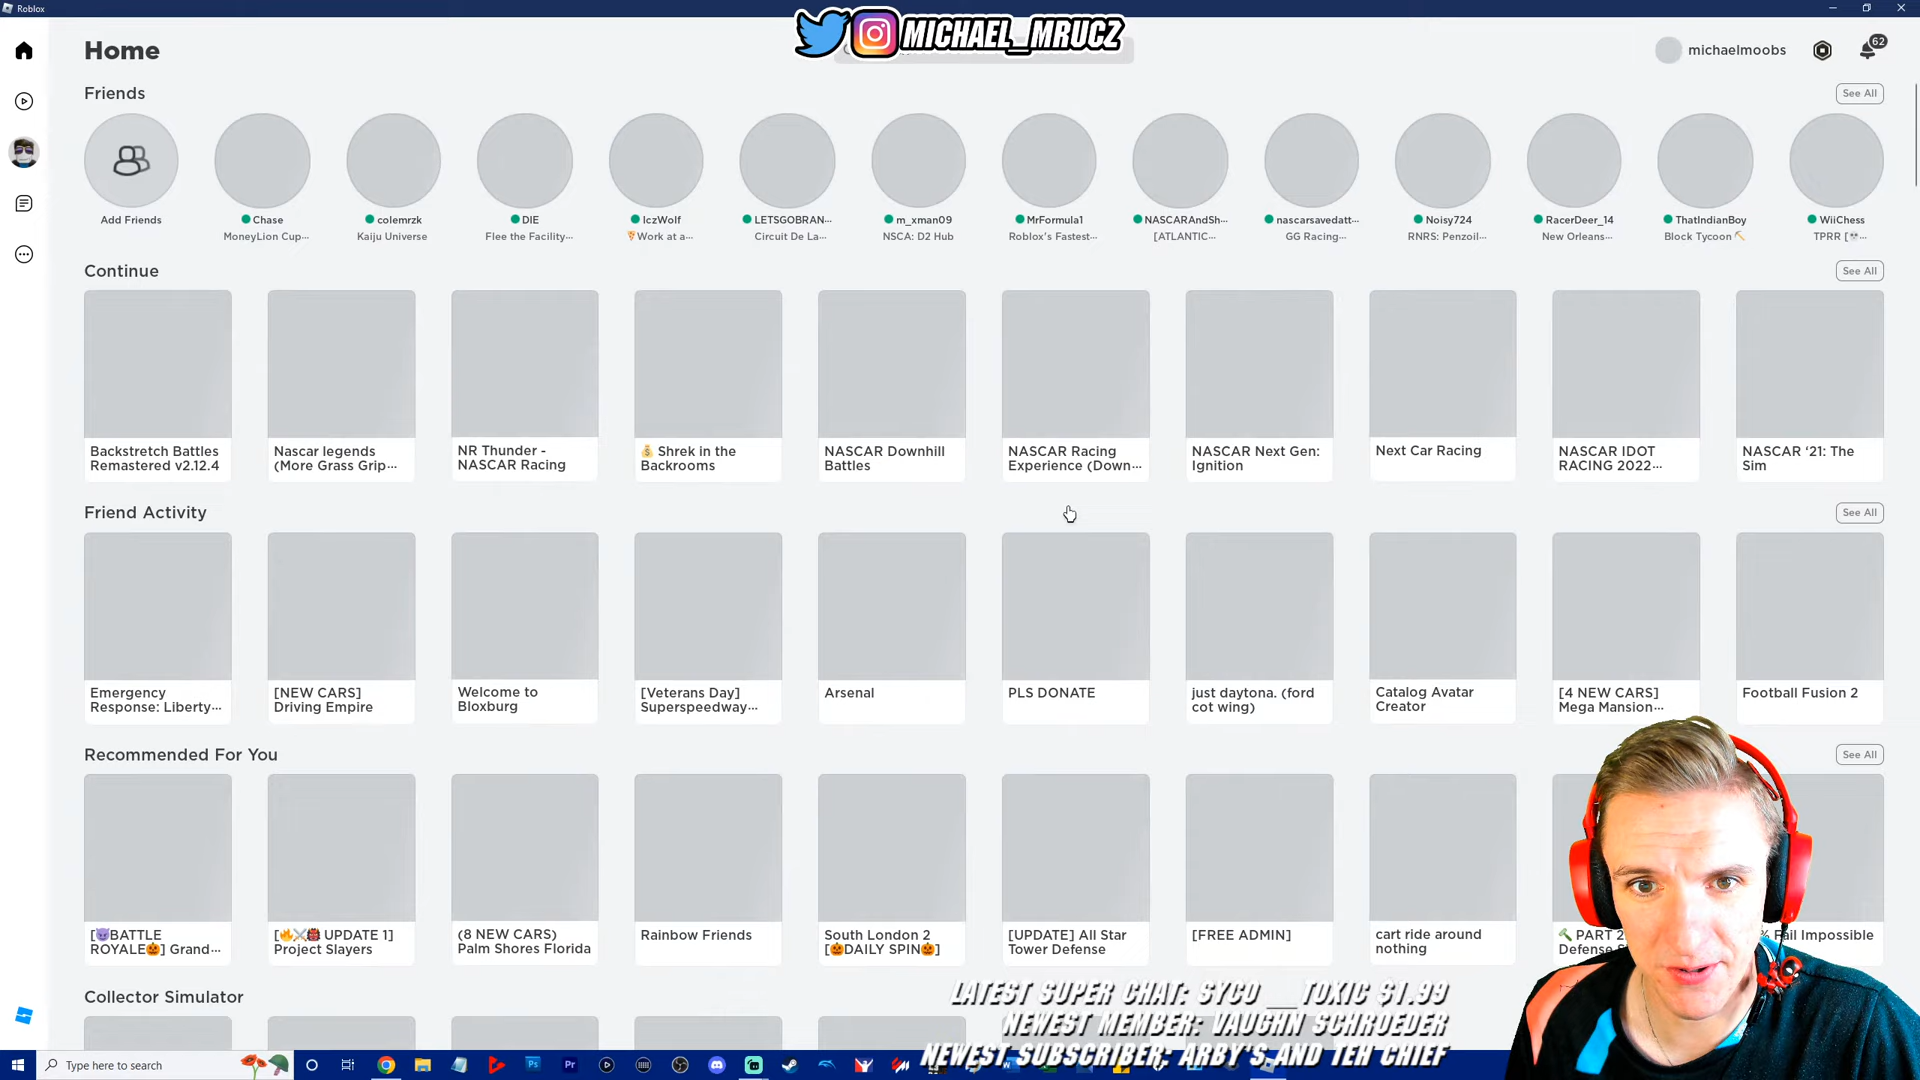 Roblox
MICHAEL_MRUCZ
Home
michaelmoobs
62
Friends
See All
Add Friends
Chase
MoneyLion Cup...
colemrzk
Kaiju Universe
DIE
Flee the Facility...
IczWolf
🍕Work at a...
LETSGOBRAN...
Circuit De La...
m_xman09
NSCA: D2 Hub
MrFormula1
Roblox's Fastest...
NASCARAndSh...
[ATLANTIC...
nascarsavedatt...
GG Racing...
Noisy724
RNRS: Penzoil...
RacerDeer_14
New Orleans...
ThatIndianBoy
Block Tycoon ⛏
WiiChess
TPRR [☠...
Continue
See All
Backstretch Battles
Remastered v2.12.4
Nascar legends
(More Grass Grip...
NR Thunder -
NASCAR Racing
💰 Shrek in the
Backrooms
NASCAR Downhill
Battles
NASCAR Racing
Experience (Down...
NASCAR Next Gen:
Ignition
Next Car Racing
NASCAR IDOT
RACING 2022...
NASCAR ‘21: The
Sim
Friend Activity
See All
Emergency
Response: Liberty...
[NEW CARS]
Driving Empire
Welcome to
Bloxburg
[Veterans Day]
Superspeedway...
Arsenal
PLS DONATE
just daytona. (ford
cot wing)
Catalog Avatar
Creator
[4 NEW CARS]
Mega Mansion...
Football Fusion 2
Recommended For You
See All
[😈BATTLE
ROYALE🎃] Grand...
[🔥⚔👹 UPDATE 1]
Project Slayers
(8 NEW CARS)
Palm Shores Florida
Rainbow Friends
South London 2
[🎃DAILY SPIN🎃]
[UPDATE] All Star
Tower Defense
[FREE ADMIN]
cart ride around
nothing
🔨 PART 2
Defense
% Fail Impossible
Collector Simulator
LATEST SUPER CHAT: SYCO __TOXIC $1.99
NEWEST MEMBER: VAUGHN SCHROEDER
NEWEST SUBSCRIBER: ARBY'S AND TEH CHIEF
Type here to search
Ps
Pr